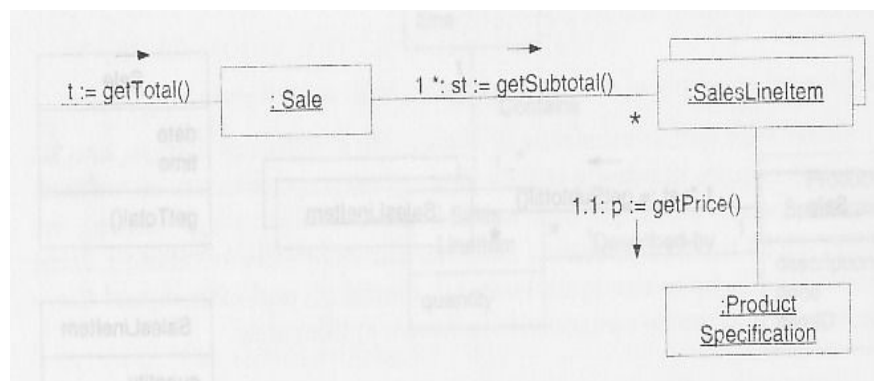 t := getTotal()
: Sale
1 *: st := getSubtotal()
*
:SalesLineItem
1.1: p := getPrice()
:Product
Specification